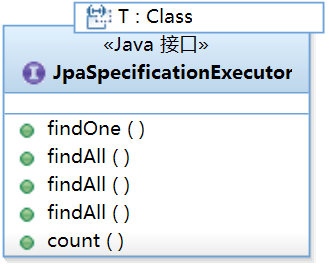 T : Class
«Java 接口»
JpaSpecificationExecutor
findOne ( )
findAll ( )
findAll ( )
findAll ( )
count ( )